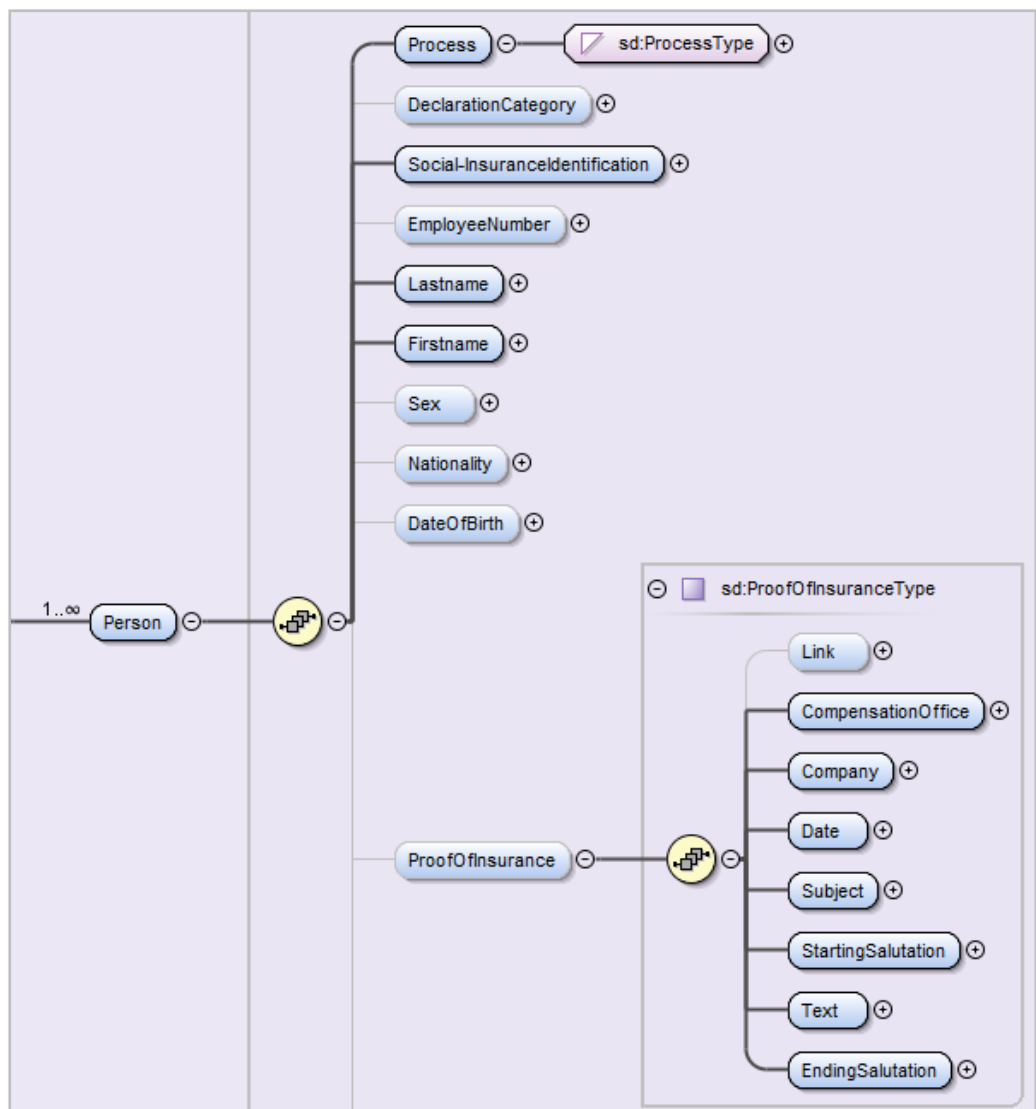 Process
sd:ProcessType
DeclarationCategory
Social-InsuranceIdentification
EmployeeNumber
Lastname
Firstname
Sex
Nationality
DateOfBirth
1..∞
Person
ProofOfInsurance
sd:ProofOfInsuranceType
Link
CompensationOffice
Company
Date
Subject
StartingSalutation
Text
EndingSalutation